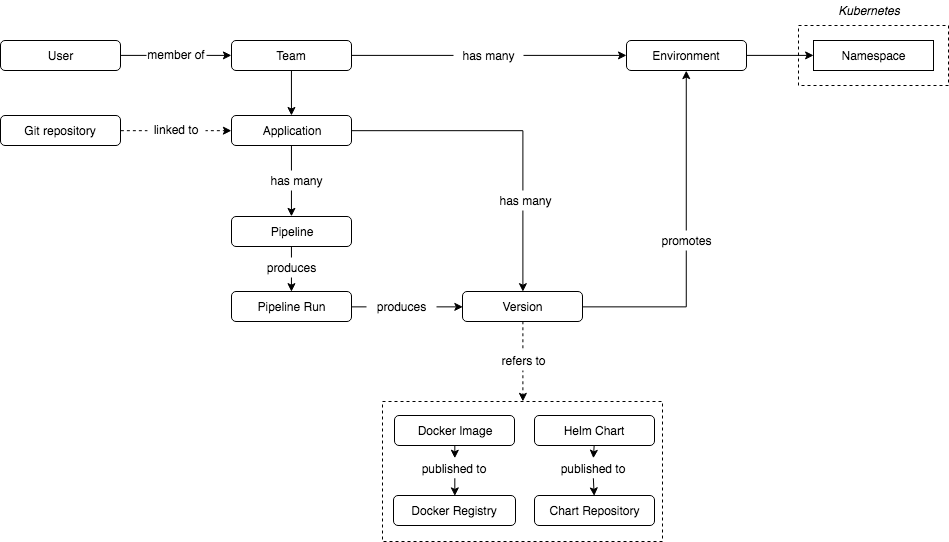 Kubernetes
User
member of
Team
has many
Environment
Namespace
Git repository
linked to
Application
has many
has many
Pipeline
promotes
produces
Pipeline Run
produces
Version
refers to
Docker Image
Helm Chart
published to
published to
Docker Registry
Chart Repository